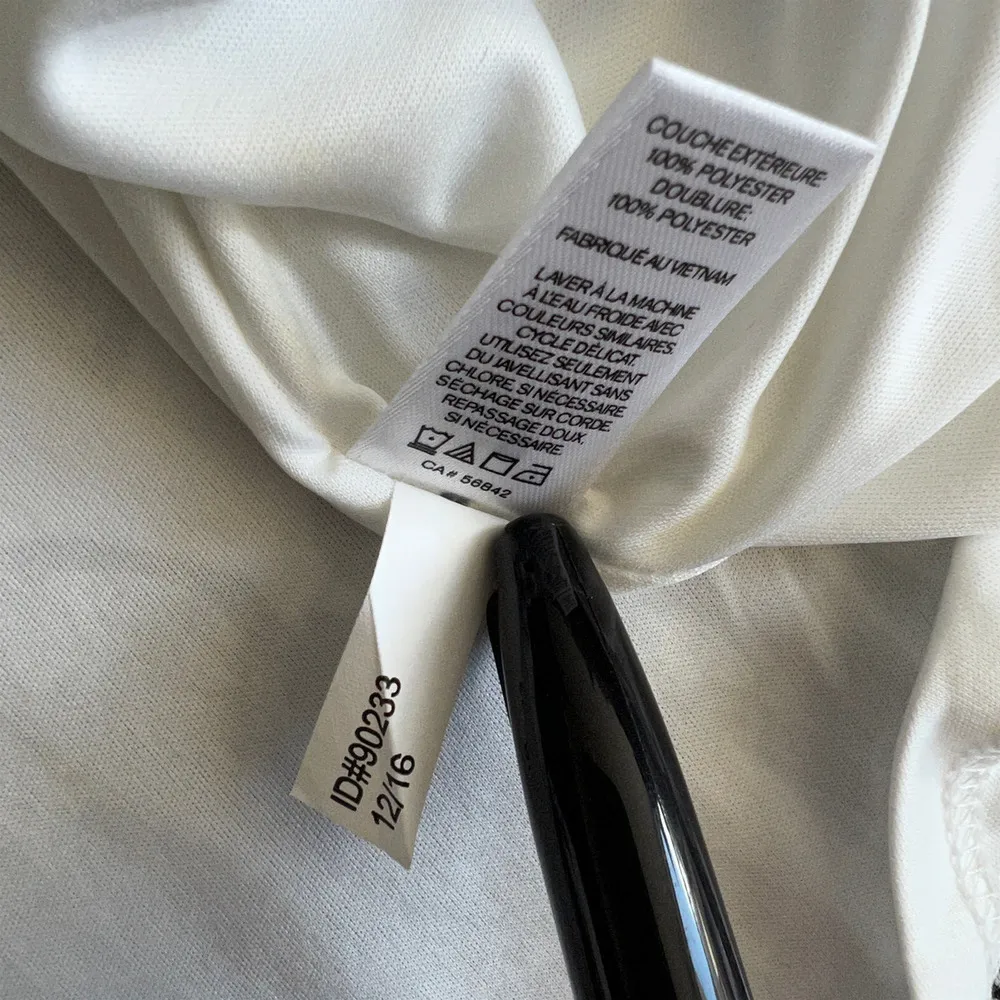 COUCHE EXTÉRIEURE
100% POLYESTER
DOUBLURE:
100% POLYESTER
FABRIQUÉ AU VIETNAM
LAVER À LA MACHINE
À L'EAU FROIDE AVEC
COULEURS SIMILAIRES.
CYCLE DÉLICAT.
UTILISEZ SEULEMENT
DU JAVELLISANT SANS
CHLORE, SI NÉCESSAIRE.
SÉCHAGE SUR CORDE.
REPASSAGE DOUX,
SI NÉCESSAIRE.
CA# 56842
ID#90233
12/16